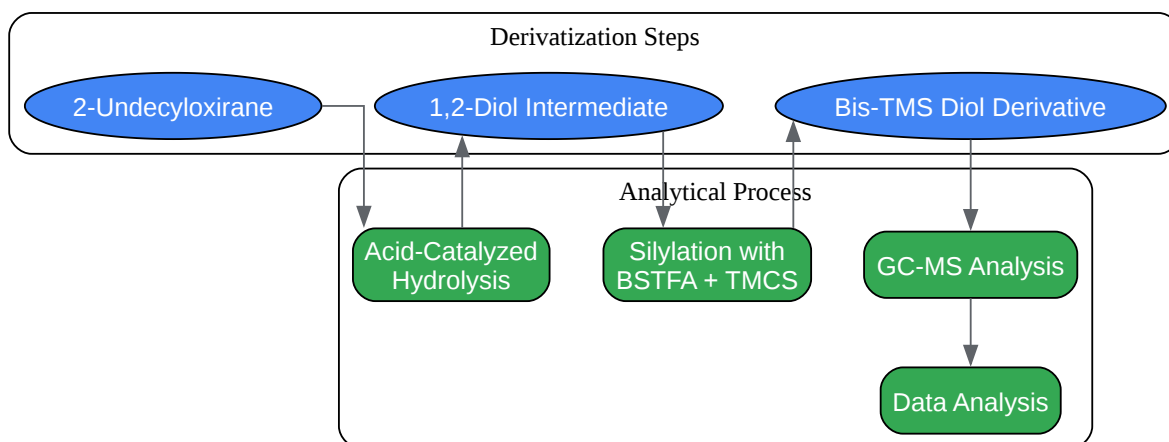 Derivatization Steps
2-Undecyloxirane
1,2-Diol Intermediate
Bis-TMS Diol Derivative
Analytical Process
Acid-Catalyzed
Hydrolysis
Silylation with
BSTFA + TMCS
GC-MS Analysis
Data Analysis